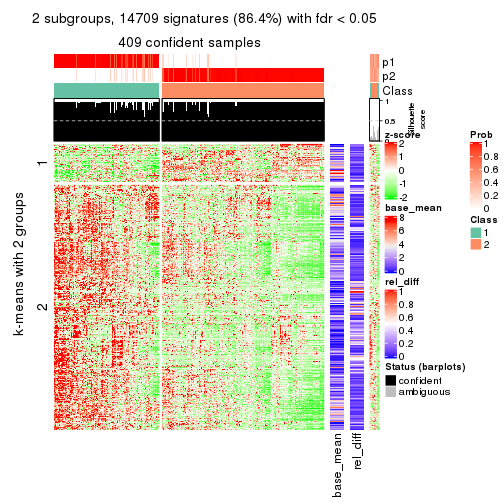 2 subgroups, 14709 signatures (86.4%) with fdr < 0.05
409 confident samples
p1
p2
Class
1
0.5
0
Silhouette
score
k-means with 2 groups
1
2
base_mean
rel_diff
z-score
2
1
0
-1
-2
base_mean
8
6
4
2
0
rel_diff
1
0.8
0.6
0.4
0.2
0
Status (barplots)
confident
ambiguous
Prob
1
0.8
0.6
0.4
0.2
0
Class
1
2